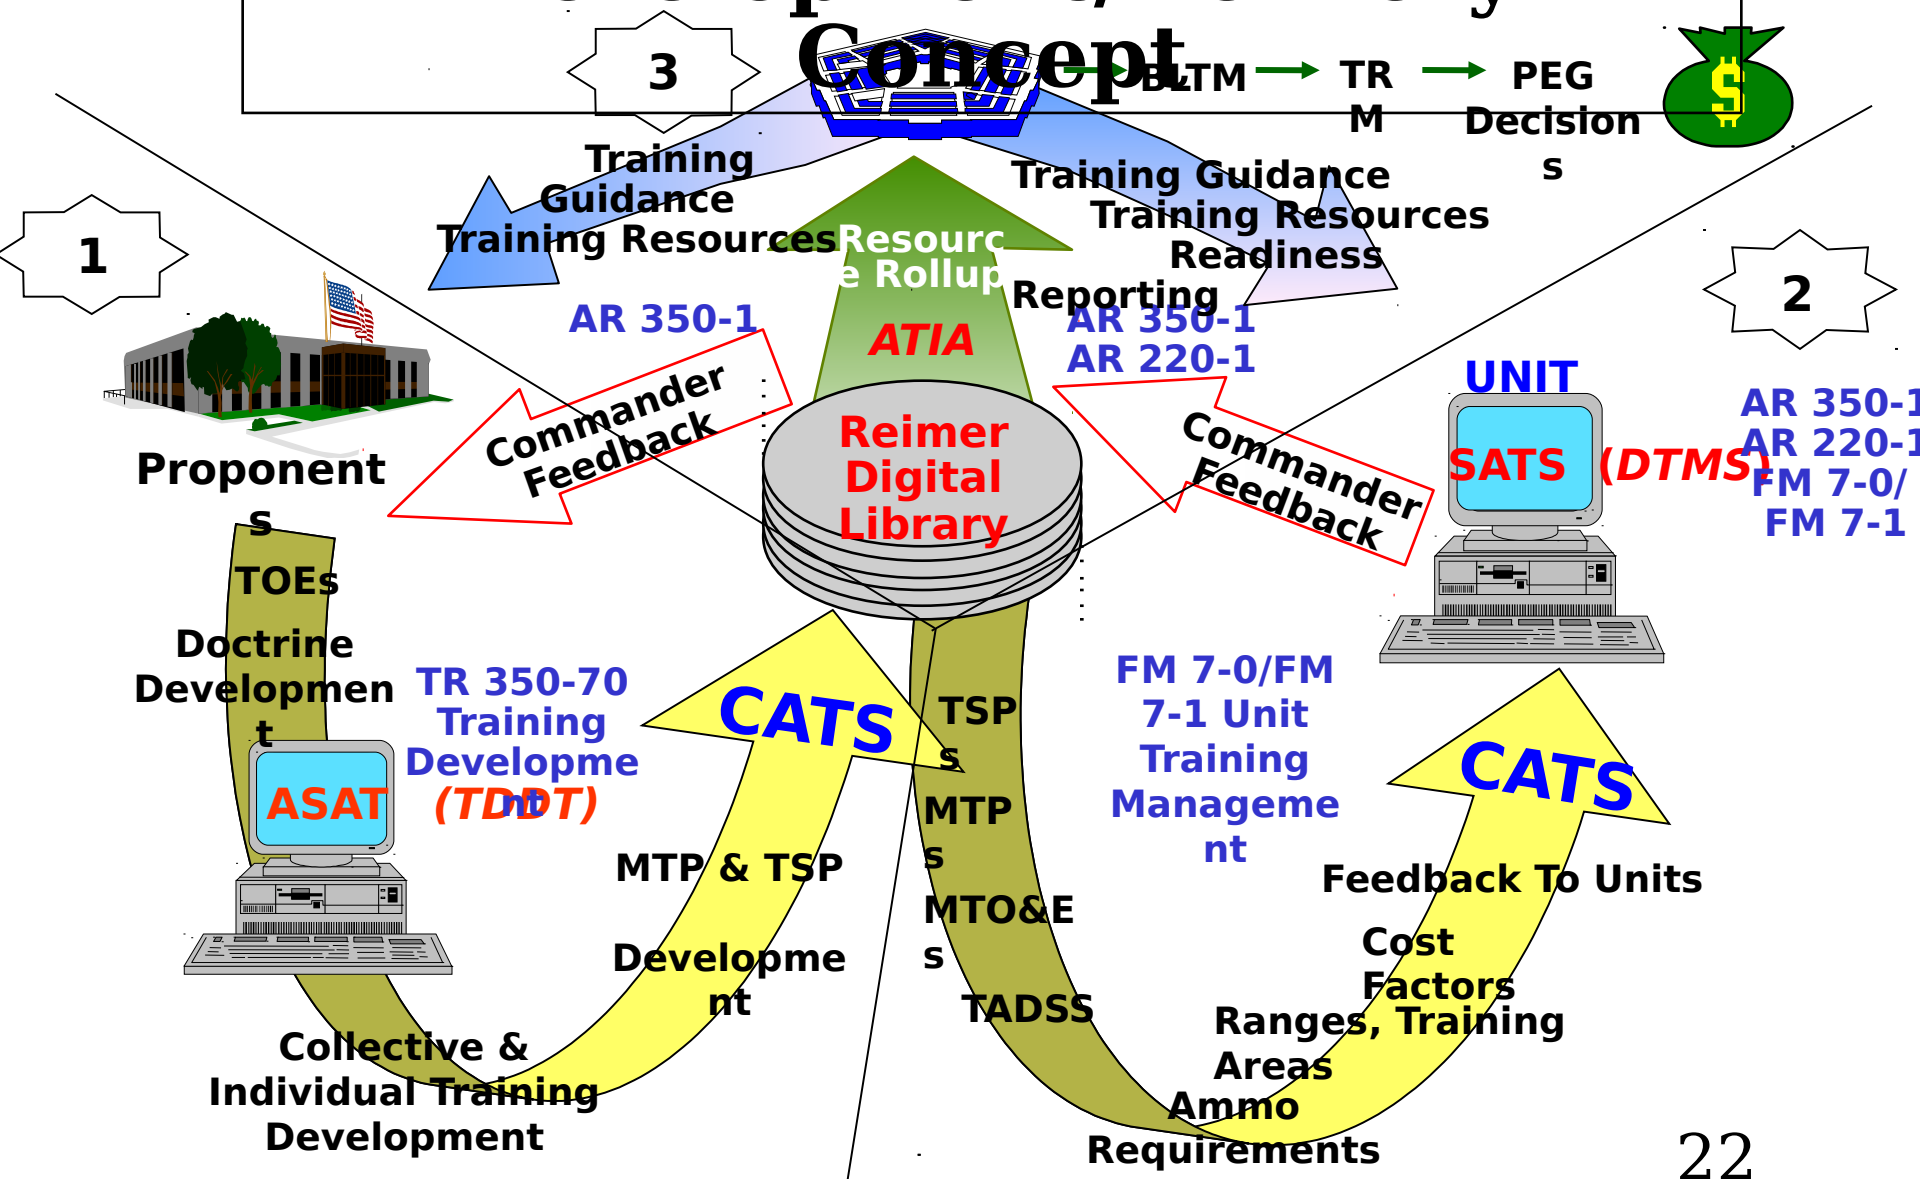 Concept
3
BLTM
TR
M
PEG
Decision
s
$
Training
Guidance
Training Resources
Training Guidance
Training Resources
Readiness
Reporting
1
2
Resourc
e Rollup
ATIA
AR 350-1
AR 350-1
AR 220-1
Commander
Feedback
Commander
Feedback
Reimer
Digital
Library
UNIT
SATS (DTMS)
AR 350-1
AR 220-1
FM 7-0/
FM 7-1
Proponent
s
TOEs
Doctrine
Developmen
t
ASAT
TR 350-70
Training
Developme
nt
(TDDT)
CATS
MTP & TSP
Developme
nt
Collective &
Individual Training
Development
TSP
s
MTP
s
MTO&E
s
TADSS
FM 7-0/FM
7-1 Unit
Training
Manageme
nt
CATS
Feedback To Units
Cost
Factors
Ranges, Training
Areas
Ammo
Requirements
22